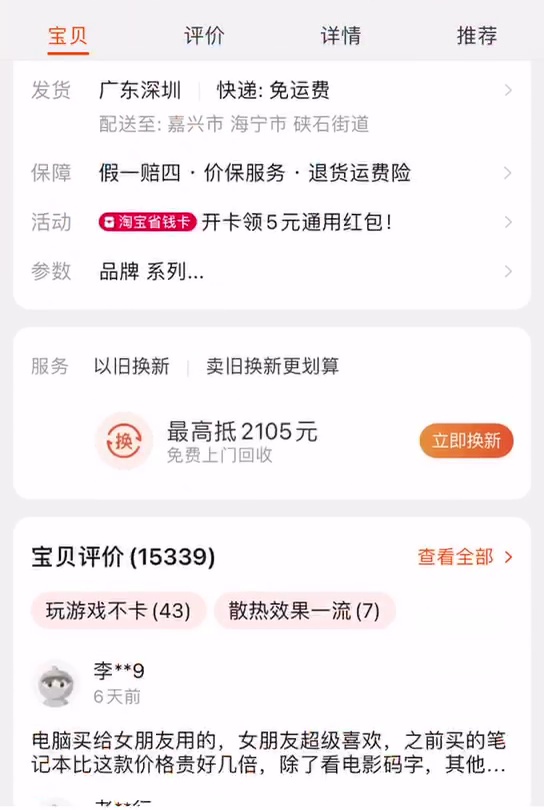 宝贝 评价 详情 推荐
发货 广东深圳 快递: 免运费
配送至: 嘉兴市 海宁市 硖石街道
保障 假一赔四 · 价保服务 · 退货运费险
活动 淘宝省钱卡 开卡领5元通用红包!
参数 品牌 系列...
服务 以旧换新 卖旧换新更划算
换 最高抵2105元
免费上门回收
立即换新
宝贝评价 (15339) 查看全部
玩游戏不卡 (43) 散热效果一流 (7)
李**9
6天前
电脑买给女朋友用的，女朋友超级喜欢，之前买的笔
记本比这款价格贵好几倍，除了看电影码字，其他...